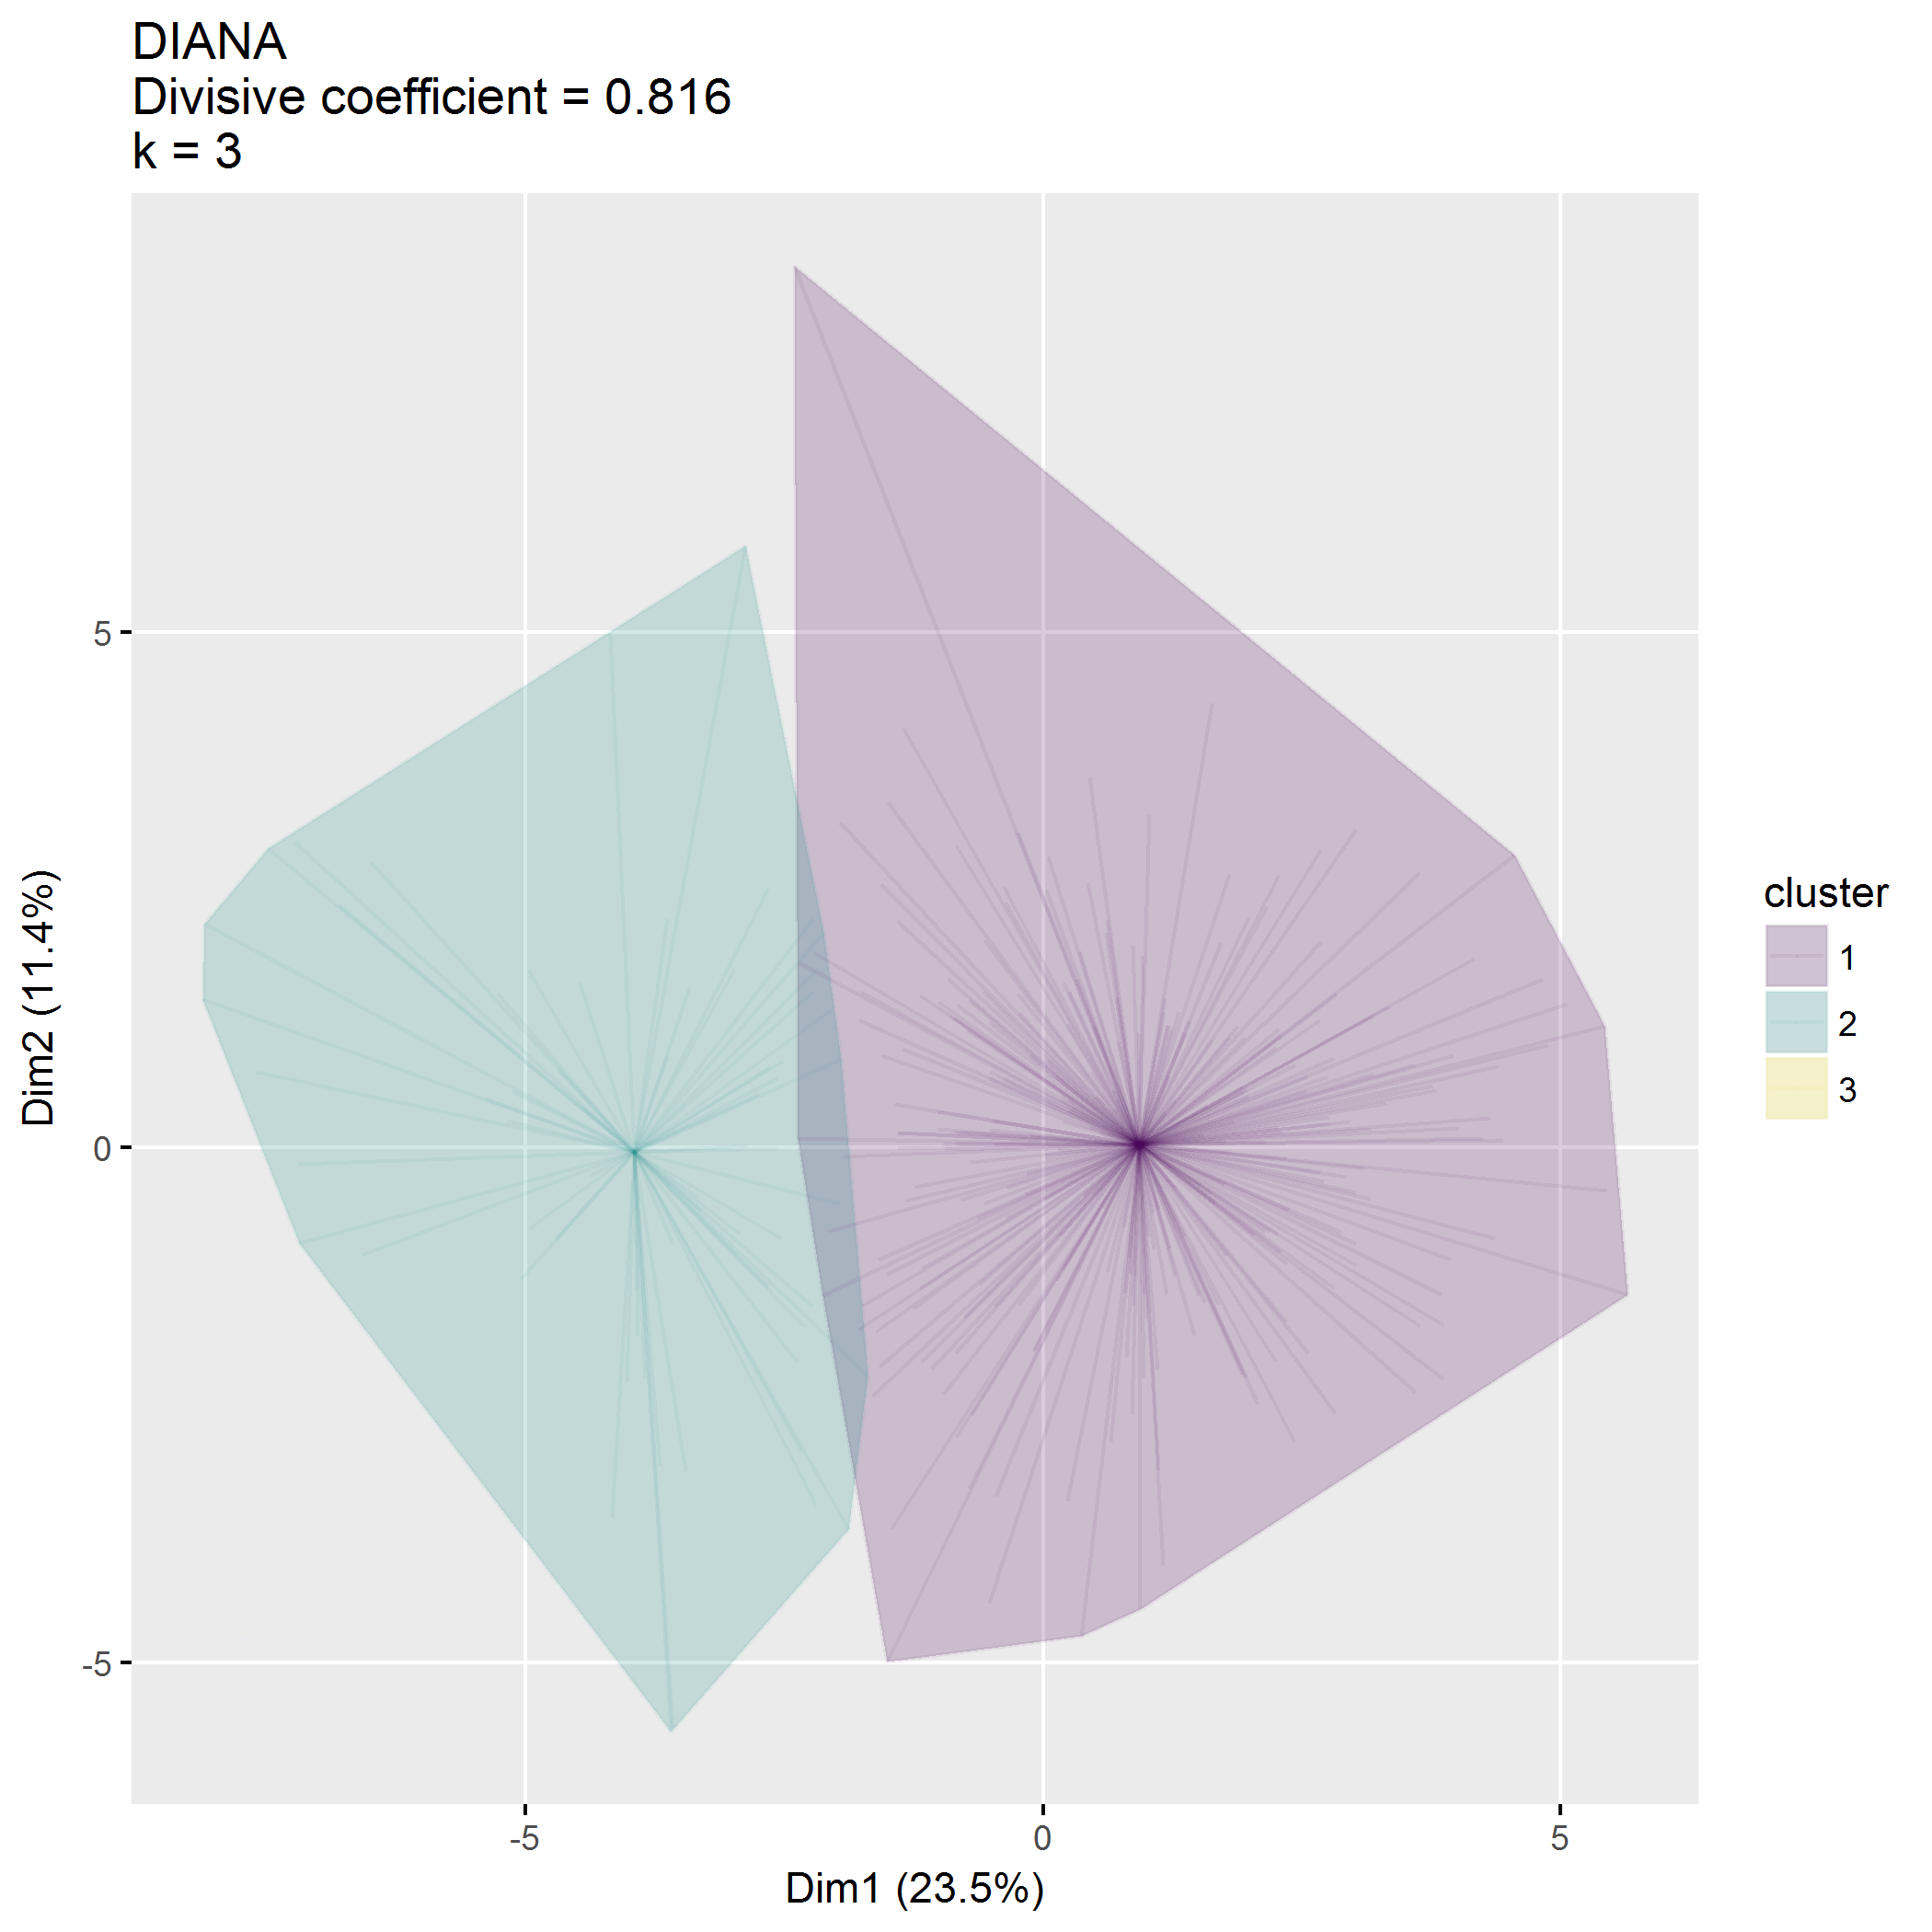 DIANA
Divisive coefficient = 0.816
k = 3
5
0
-5
-5
0
5
Dim1 (23.5%)
Dim2 (11.4%)
cluster
1
2
3